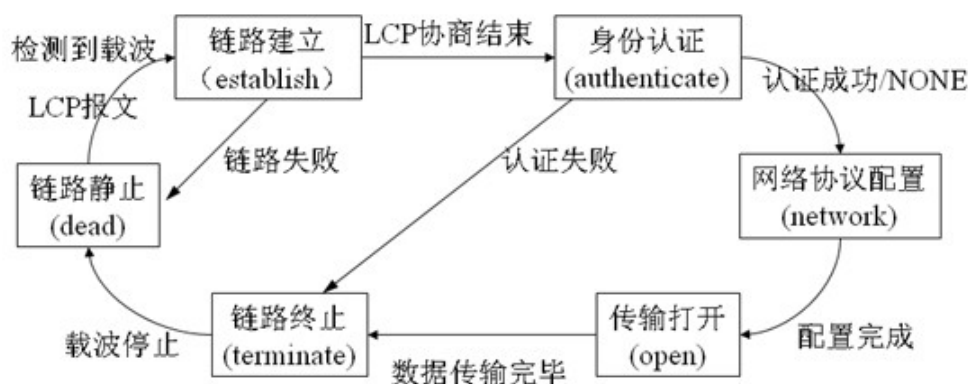 检测到载波
链路建立
（establish）
LCP协商结束
身份认证
(authenticate)
认证成功/NONE
LCP报文
链路失败
认证失败
链路静止
(dead)
网络协议配置
(network)
载波停止
链路终止
(terminate)
数据传输完毕
传输打开
(open)
配置完成